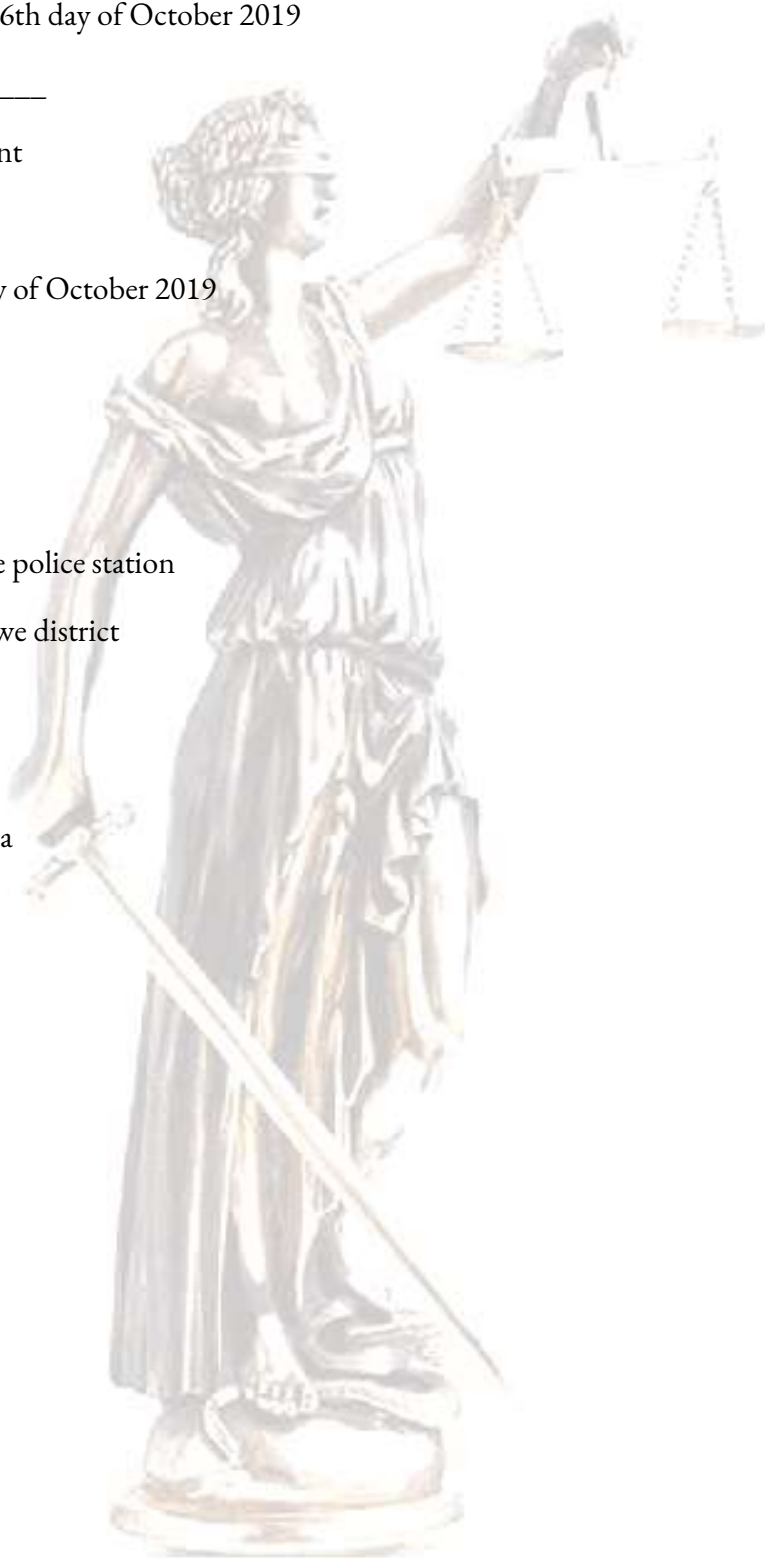 6th day of October 2019
nt
y of October 2019
e police station
we district
a